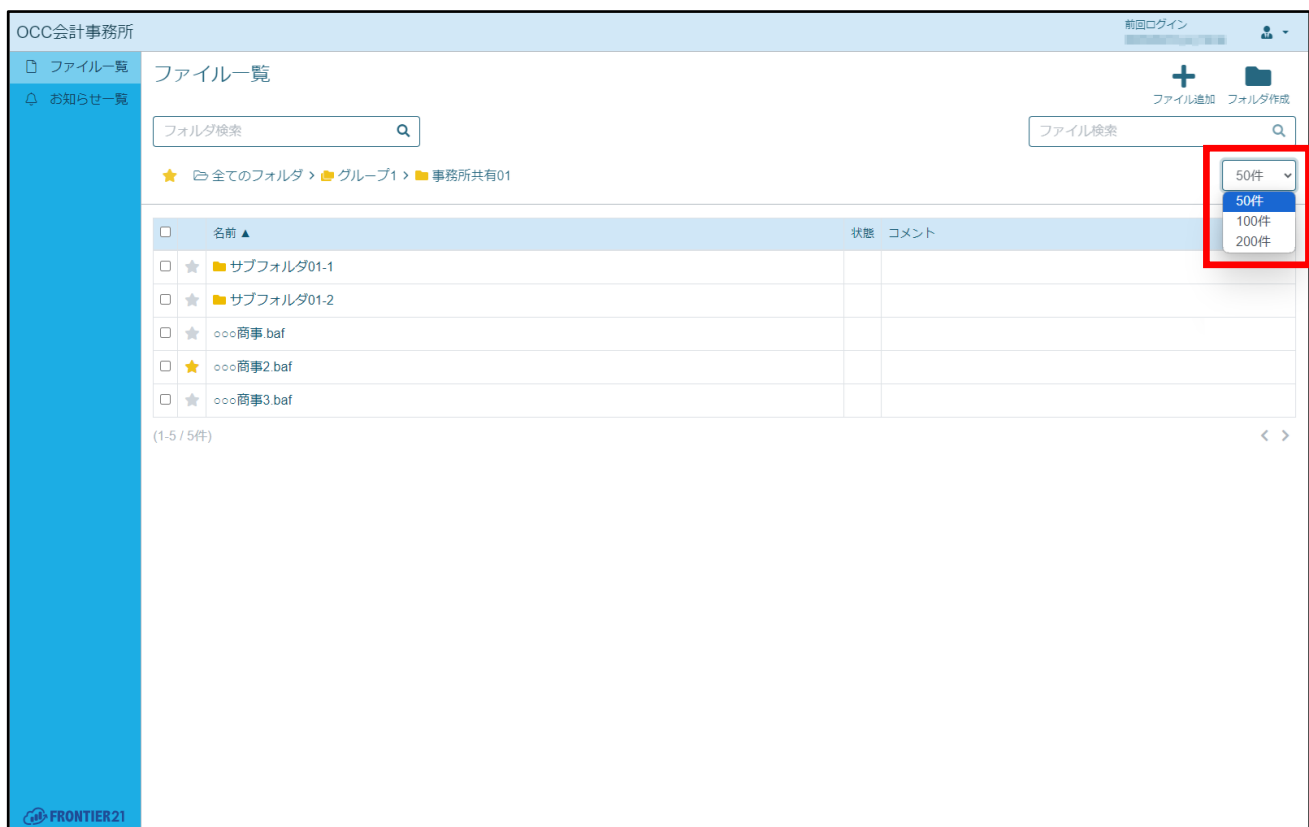 OCC会計事務所
前回ログイン
ファイル一覧
お知らせ一覧
ファイル一覧
ファイル追加 フォルダ作成
フォルダ検索
ファイル検索
全てのフォルダ > グループ1 > 事務所共有01
50件
50件
100件
200件
名前▲ 状態 コメント
サブフォルダ01-1
サブフォルダ01-2
○○○商事.baf
○○○商事2.baf
○○○商事3.baf
(1-5 / 5件)
FRONTIER21